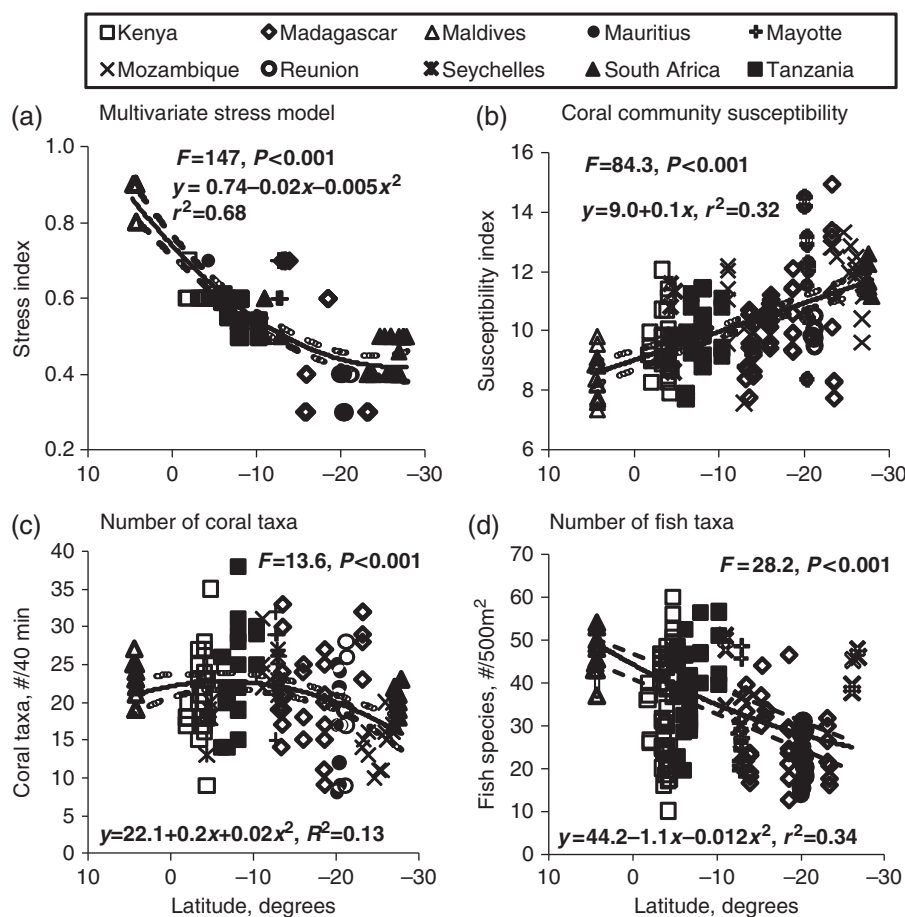 Kenya Madagascar Maldives Mauritius Mayotte
Mozambique Reunion Seychelles South Africa Tanzania
(a) Multivariate stress model
F=147, P<0.001
y = 0.74–0.02x–0.005x²
r²=0.68
Stress index
1.0
0.8
0.6
0.4
0.2
10 0 –10 –20 –30
(b) Coral community susceptibility
F=84.3, P<0.001
y=9.0+0.1x, r²=0.32
Susceptibility index
16
14
12
10
8
6
10 0 –10 –20 –30
(c) Number of coral taxa
F=13.6, P<0.001
Coral taxa, #/40 min
40
35
30
25
20
15
10
5
0
y=22.1+0.2x+0.02x², R²=0.13
10 0 –10 –20 –30
Latitude, degrees
(d) Number of fish taxa
F=28.2, P<0.001
Fish species, #/500m²
70
60
50
40
30
20
10
0
y=44.2–1.1x–0.012x², r²=0.34
10 0 –10 –20 –30
Latitude, degrees